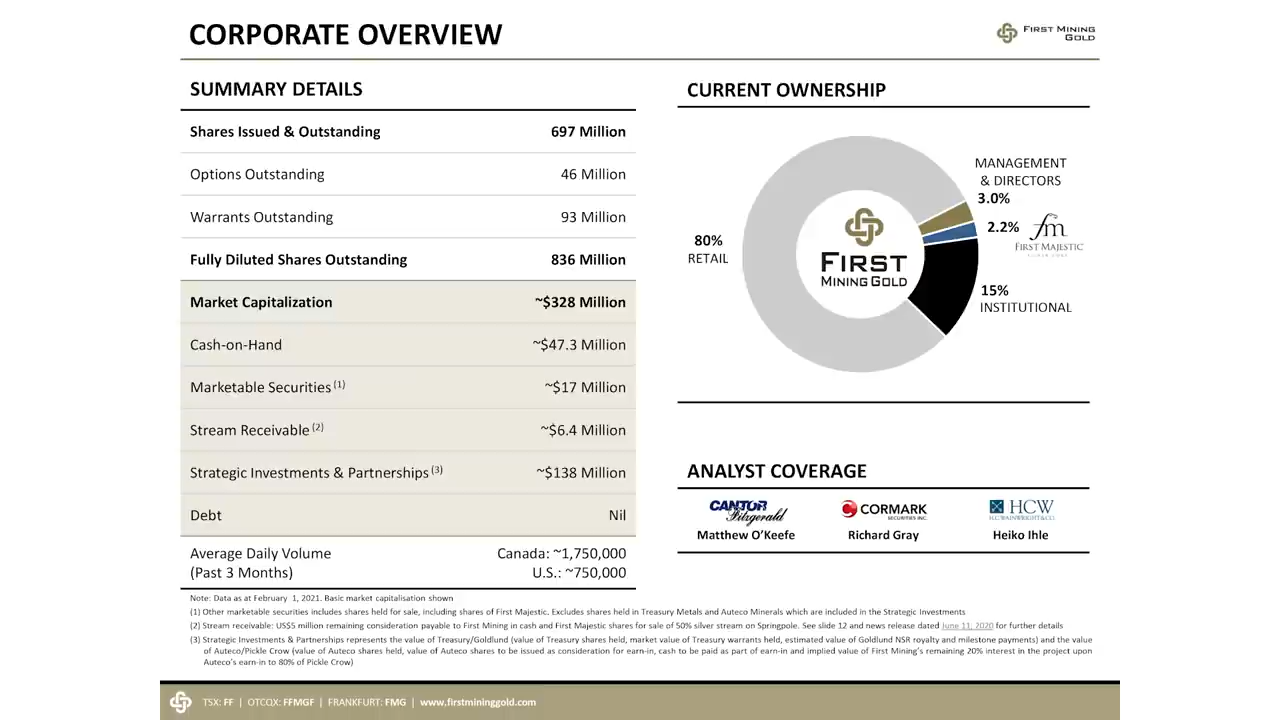 CORPORATE OVERVIEW
FIRST MINING
GOLD
SUMMARY DETAILS
Shares Issued & Outstanding 697 Million
Options Outstanding 46 Million
Warrants Outstanding 93 Million
Fully Diluted Shares Outstanding 836 Million
Market Capitalization ~$328 Million
Cash-on-Hand ~$47.3 Million
Marketable Securities (1) ~$17 Million
Stream Receivable (2) ~$6.4 Million
Strategic Investments & Partnerships (3) ~$138 Million
Debt Nil
Average Daily Volume Canada: ~1,750,000
(Past 3 Months) U.S.: ~750,000
CURRENT OWNERSHIP
MANAGEMENT
& DIRECTORS
3.0%
2.2% fm
FIRST MAJESTIC
SILVER CORP
80%
RETAIL
FIRST
MINING GOLD
15%
INSTITUTIONAL
ANALYST COVERAGE
CANTOR
Fitzgerald
CORMARK
SECURITIES INC.
HCW
H.C.WAINWRIGHT&CO.
Matthew O’Keefe
Richard Gray
Heiko Ihle
Note: Data as at February 1, 2021. Basic market capitalisation shown
(1) Other marketable securities includes shares held for sale, including shares of First Majestic. Excludes shares held in Treasury Metals and Auteco Minerals which are included in the Strategic Investments
(2) Stream receivable: US$5 million remaining consideration payable to First Mining in cash and First Majestic shares for sale of 50% silver stream on Springpole. See slide 12 and news release dated June 11, 2020 for further details
(3) Strategic Investments & Partnerships represents the value of Treasury/Goldlund (value of Treasury shares held, market value of Treasury warrants held, estimated value of Goldlund NSR royalty and milestone payments) and the value
of Auteco/Pickle Crow (value of Auteco shares held, value of Auteco shares to be issued as consideration for earn-in, cash to be paid as part of earn-in and implied value of First Mining’s remaining 20% interest in the project upon
Auteco’s earn-in to 80% of Pickle Crow)
TSX: FF | OTCQX: FFMGF | FRANKFURT: FMG | www.firstmininggold.com